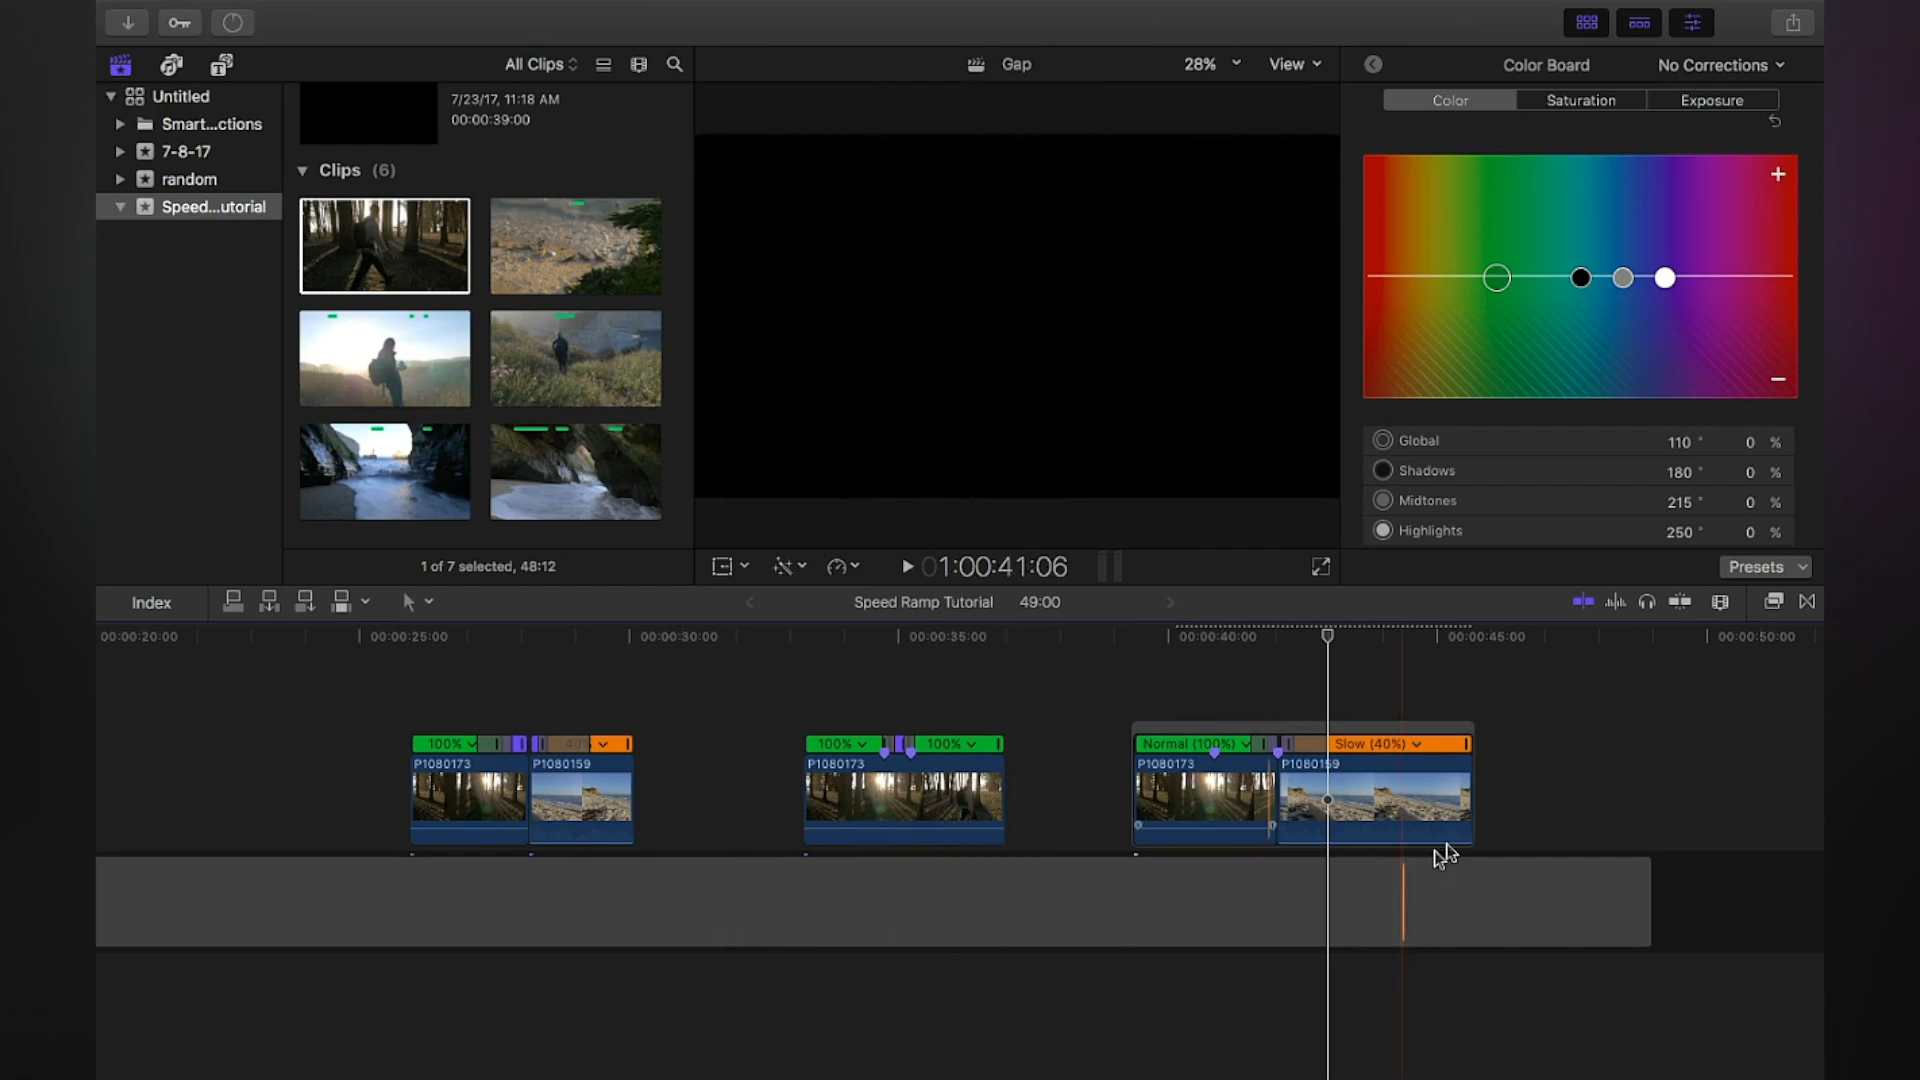 All Clips
Gap
28%
View
Color Board
No Corrections
Untitled
Smart...ctions
7-8-17
random
Speed...utorial
7/23/17, 11:18 AM
00:00:39:00
Clips (6)
1 of 7 selected, 48:12
01:00:41:06
Color
Saturation
Exposure
Global 110 ° 0 %
Shadows 180 ° 0 %
Midtones 215 ° 0 %
Highlights 250 ° 0 %
Presets
Index
Speed Ramp Tutorial 49:00
00:00:20:00 00:00:25:00 00:00:30:00 00:00:35:00 00:00:40:00 00:00:45:00 00:00:50:00
100% 40% 100% 100% Normal (100%) Slow (40%)
P1080173 P1080159 P1080173 P1080173 P1080159